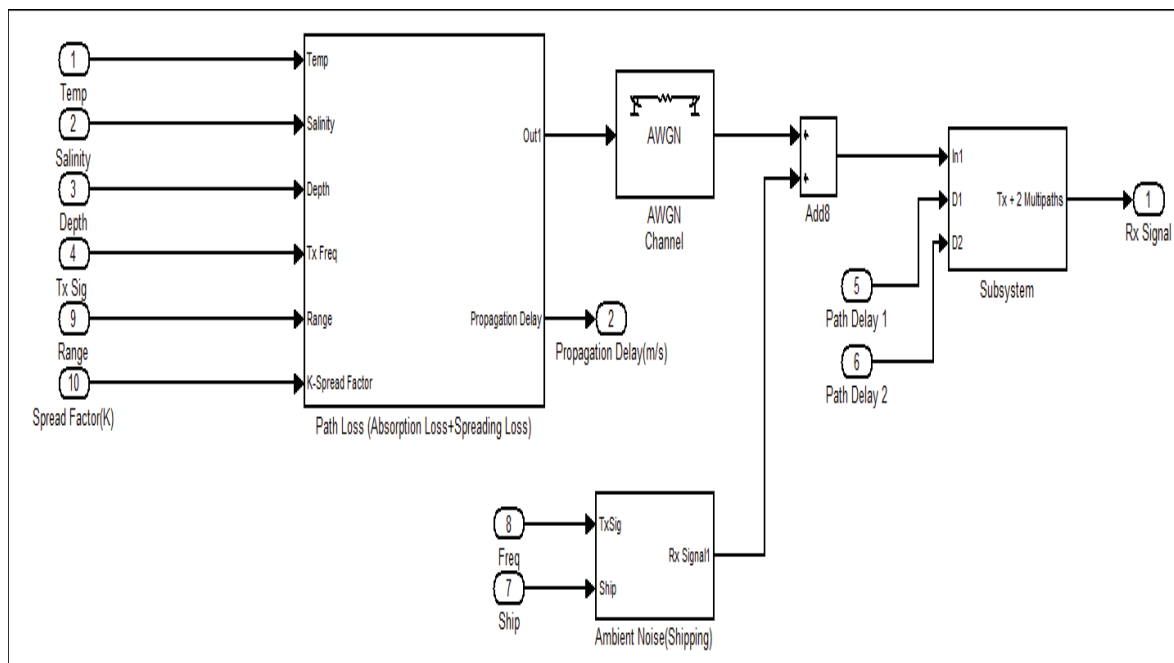 1
Temp
2
Salinity
3
Depth
4
Tx Sig
9
Range
10
Spread Factor(K)
Temp
Salinity
Depth
Tx Freq
Range
K-Spread Factor
Out1
Propagation Delay
Path Loss (Absorption Loss+Spreading Loss)
AWGN
AWGN
Channel
2
Propagation Delay(m/s)
+
+
Add8
5
Path Delay 1
6
Path Delay 2
In1
D1
D2
Tx + 2 Multipaths
Subsystem
1
Rx Signal
8
Freq
7
Ship
TxSig
Ship
Rx Signal1
Ambient Noise(Shipping)